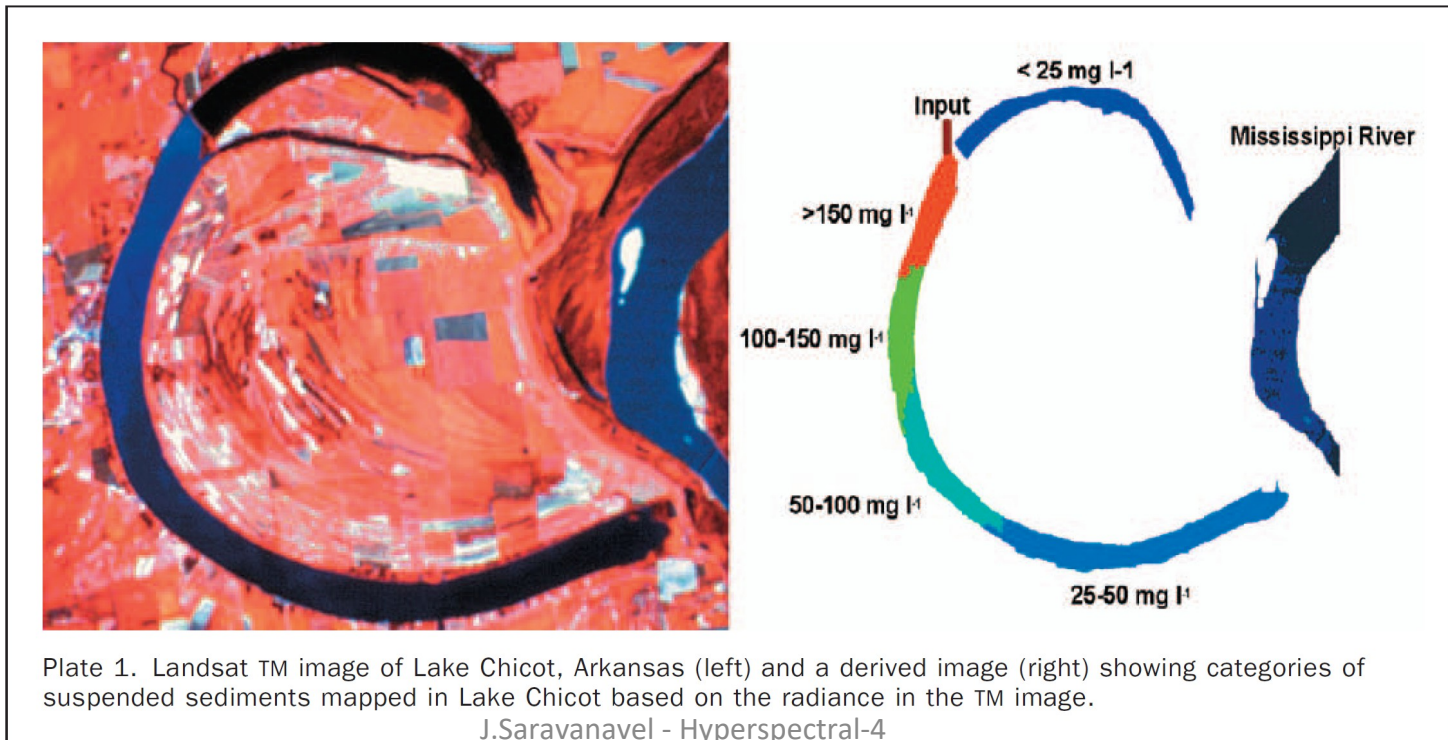 < 25 mg l-1
Input
Mississippi River
>150 mg l-1
100-150 mg l-1
50-100 mg l-1
25-50 mg l-1
Plate 1. Landsat TM image of Lake Chicot, Arkansas (left) and a derived image (right) showing categories of
suspended sediments mapped in Lake Chicot based on the radiance in the TM image.
J.Saravanavel - Hyperspectral-4